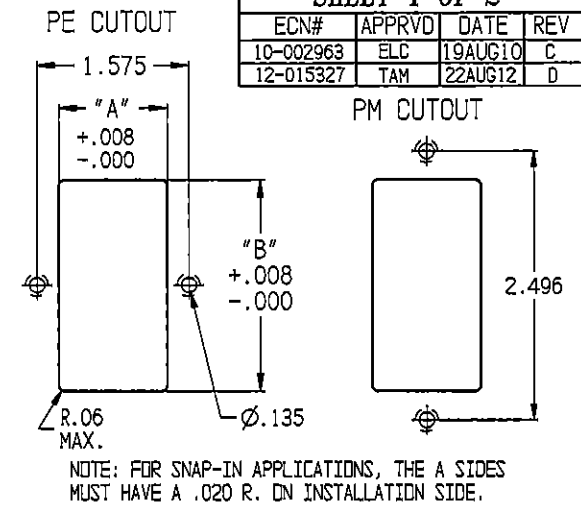 SHEET 1 OF 2
ECN# APPRVD DATE REV
10-002963 ELC 19AUG10 C
12-015327 TAM 22AUG12 D
PE CUTOUT
1.575
"A"
+.008
-.000
"B"
+.008
-.000
R.06
MAX.
Ø.135
PM CUTOUT
2.496
NOTE: FOR SNAP-IN APPLICATIONS, THE A SIDES
MUST HAVE A .020 R. ON INSTALLATION SIDE.